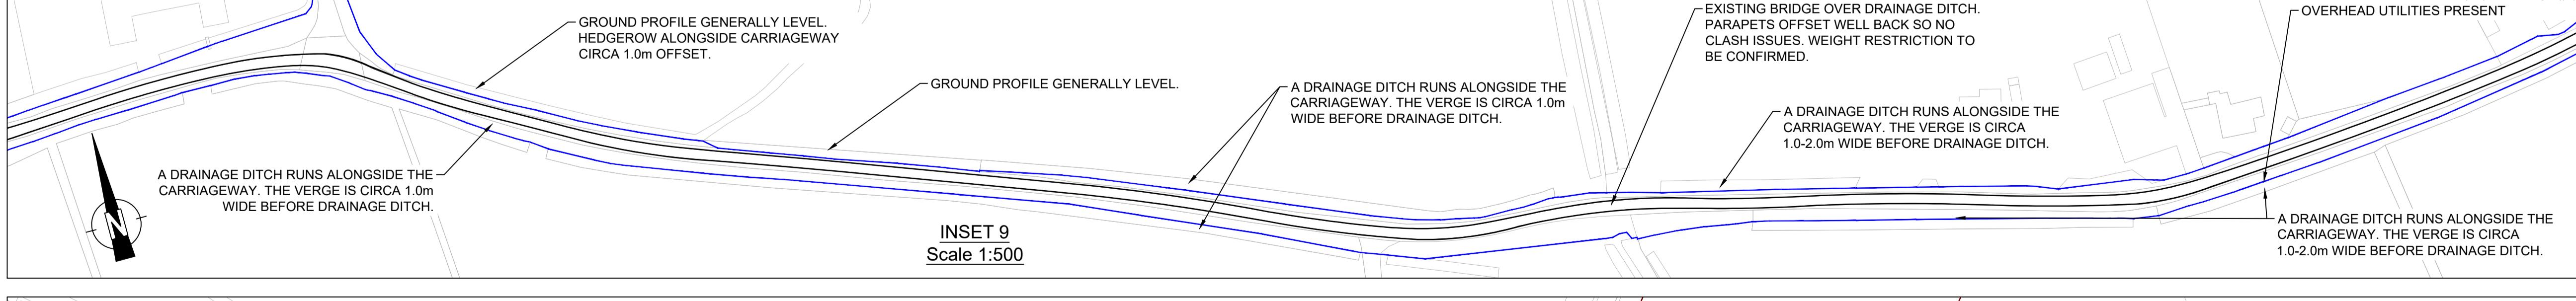 GROUND PROFILE GENERALLY LEVEL.
HEDGEROW ALONGSIDE CARRIAGEWAY
CIRCA 1.0m OFFSET.
GROUND PROFILE GENERALLY LEVEL.
A DRAINAGE DITCH RUNS ALONGSIDE THE
CARRIAGEWAY. THE VERGE IS CIRCA 1.0m
WIDE BEFORE DRAINAGE DITCH.
EXISTING BRIDGE OVER DRAINAGE DITCH.
PARAPETS OFFSET WELL BACK SO NO
CLASH ISSUES. WEIGHT RESTRICTION TO
BE CONFIRMED.
OVERHEAD UTILITIES PRESENT
A DRAINAGE DITCH RUNS ALONGSIDE THE
CARRIAGEWAY. THE VERGE IS CIRCA
1.0-2.0m WIDE BEFORE DRAINAGE DITCH.
A DRAINAGE DITCH RUNS ALONGSIDE THE
CARRIAGEWAY. THE VERGE IS CIRCA 1.0m
WIDE BEFORE DRAINAGE DITCH.
N
INSET 9
Scale 1:500
A DRAINAGE DITCH RUNS ALONGSIDE THE
CARRIAGEWAY. THE VERGE IS CIRCA
1.0-2.0m WIDE BEFORE DRAINAGE DITCH.